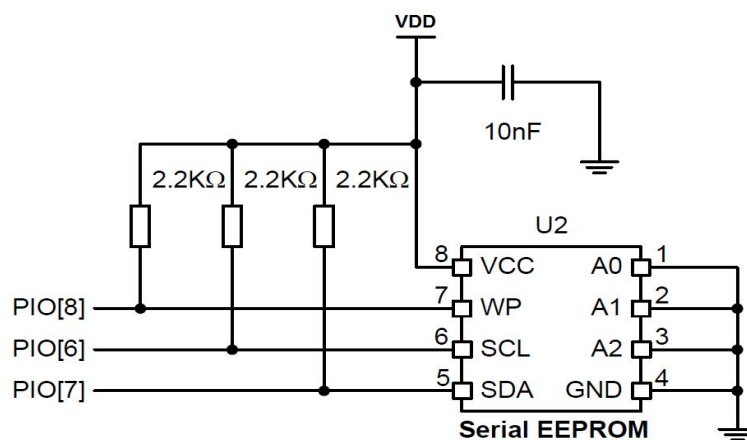 VDD
10nF
2.2KΩ 2.2KΩ 2.2KΩ
U2
8 VCC A0 1
PIO[8] 7 WP A1 2
PIO[6] 6 SCL A2 3
PIO[7] 5 SDA GND 4
Serial EEPROM